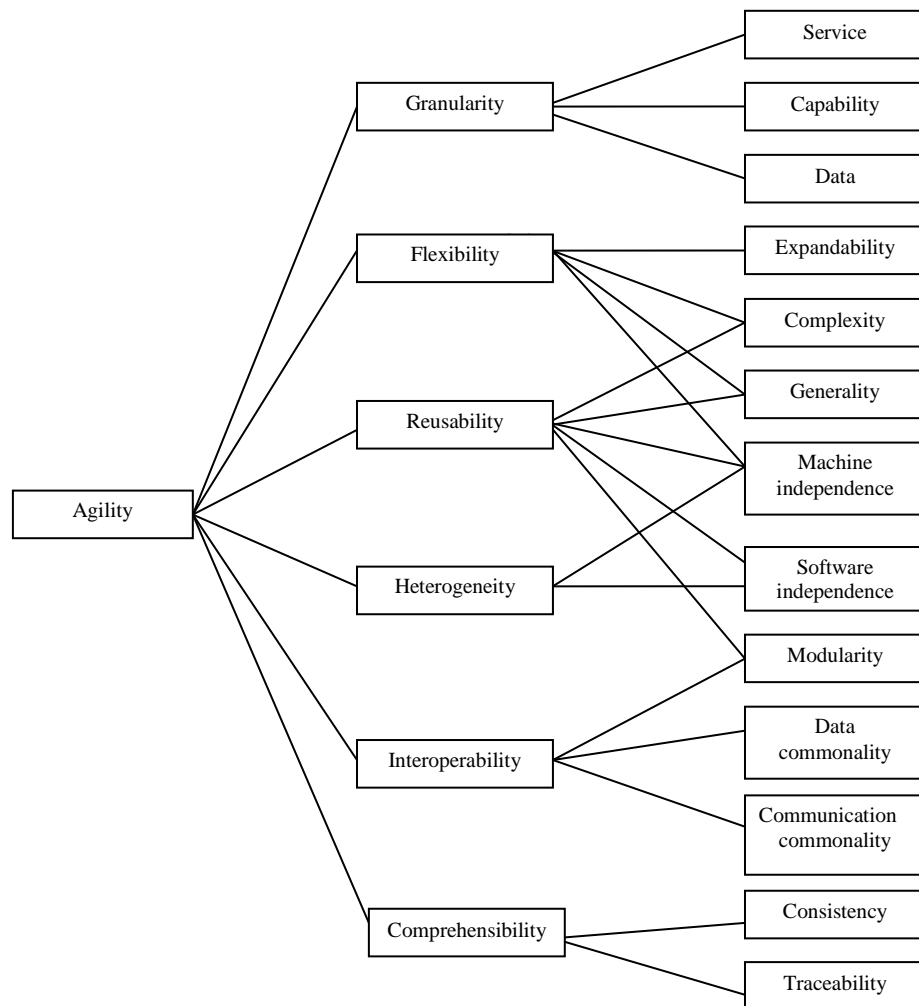 Service
Granularity
Capability
Data
Flexibility
Expandability
Complexity
Generality
Reusability
Machine
independence
Agility
Software
independence
Heterogeneity
Modularity
Data
commonality
Interoperability
Communication
commonality
Consistency
Comprehensibility
Traceability